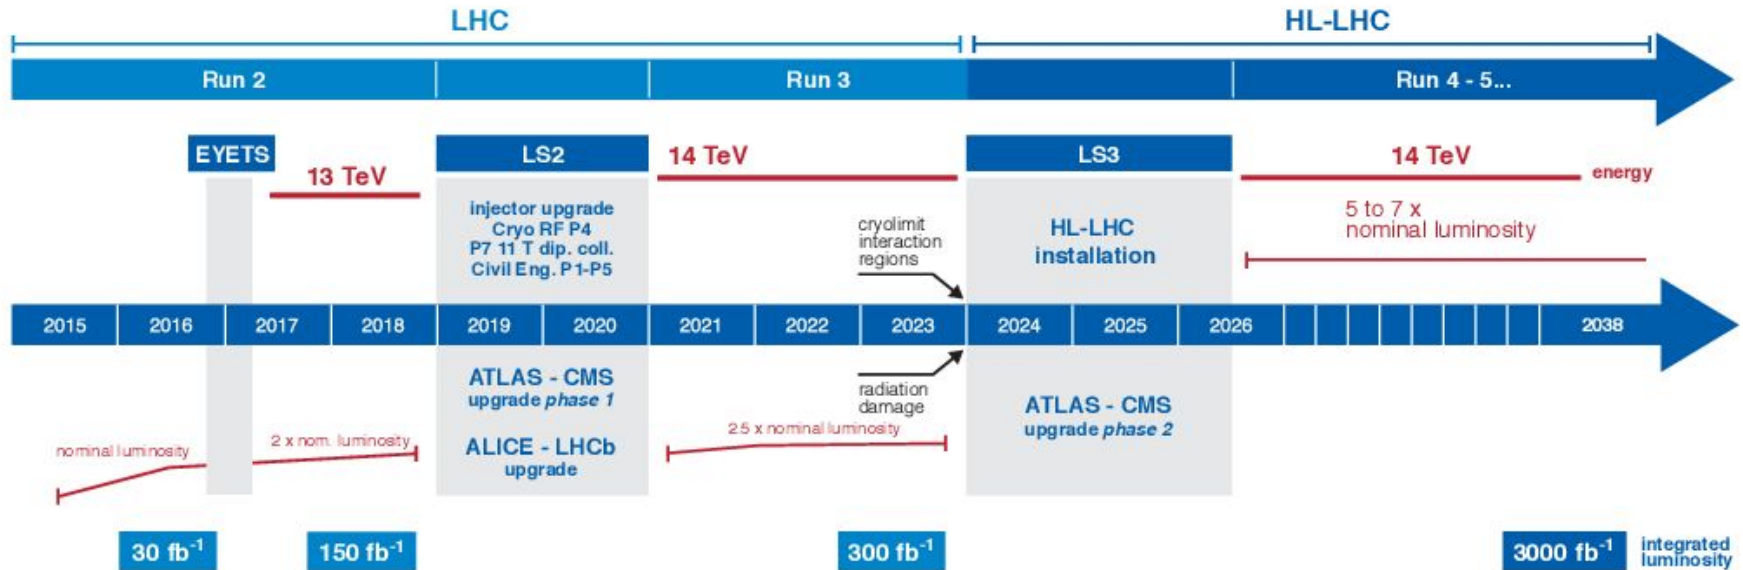 LHC
HL-LHC
Run 2
Run 3
Run 4 - 5...
EYETS
13 TeV
LS2
14 TeV
LS3
14 TeV
energy
injector upgrade
Cryo RF P4
P7 11 T dip. coll.
Civil Eng. P1-P5
cryolimit
interaction
regions
HL-LHC
installation
5 to 7 x
nominal luminosity
2015
2016
2017
2018
2019
2020
2021
2022
2023
2024
2025
2026
2038
nominal luminosity
2 x nom. luminosity
ATLAS - CMS
upgrade phase 1
ALICE - LHCb
upgrade
radiation
damage
2.5 x nominal luminosity
ATLAS - CMS
upgrade phase 2
30 fb⁻¹
150 fb⁻¹
300 fb⁻¹
3000 fb⁻¹
integrated
luminosity